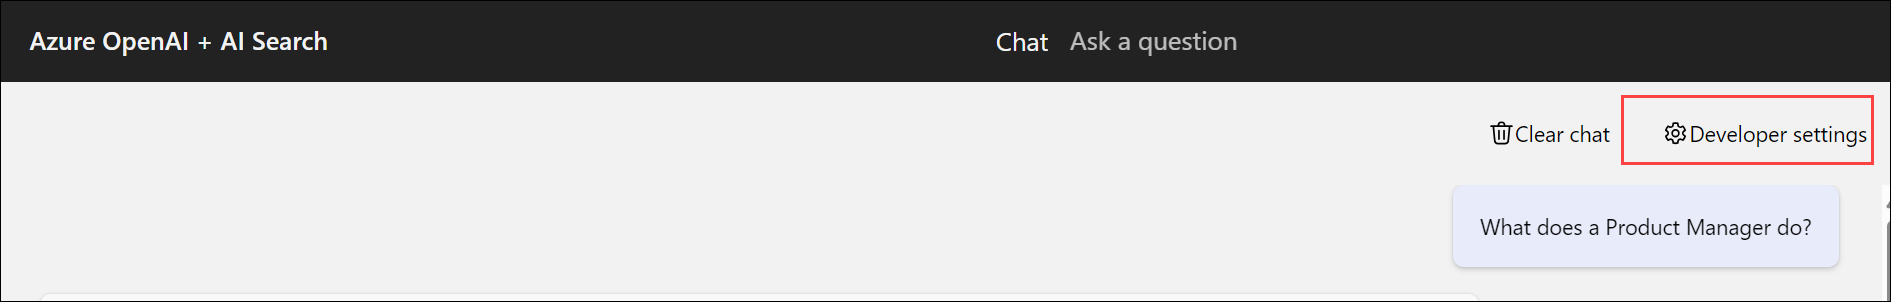 Azure OpenAI + AI Search
Chat
Ask a question
Clear chat
Developer settings
What does a Product Manager do?